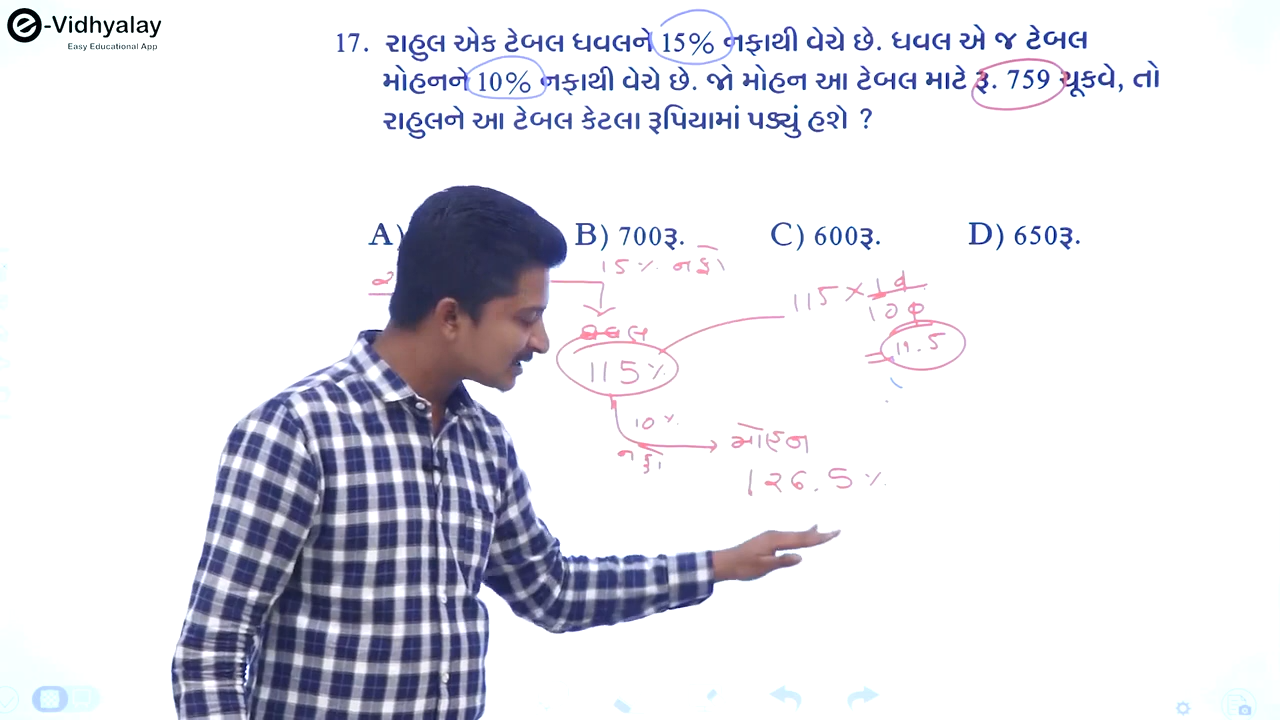 e-Vidhyalay
Easy Educational App
17. રાહુલ એક ટેબલ ધવલને 15% નફાથી વેચે છે. ધવલ એ જ ટેબલ
મોહનને 10% નફાથી વેચે છે. જો મોહન આ ટેબલ માટે રૂ. 759 ચૂકવે, તો
રાહુલને આ ટેબલ કેટલા રૂપિયામાં પડ્યું હશે ?
A) B) 700રૂ. C) 600રૂ. D) 650રૂ.
15% નફો
115 × 10
100
ધવલ
= 11.5
115%
10%
નફો
મોહન
126.5%